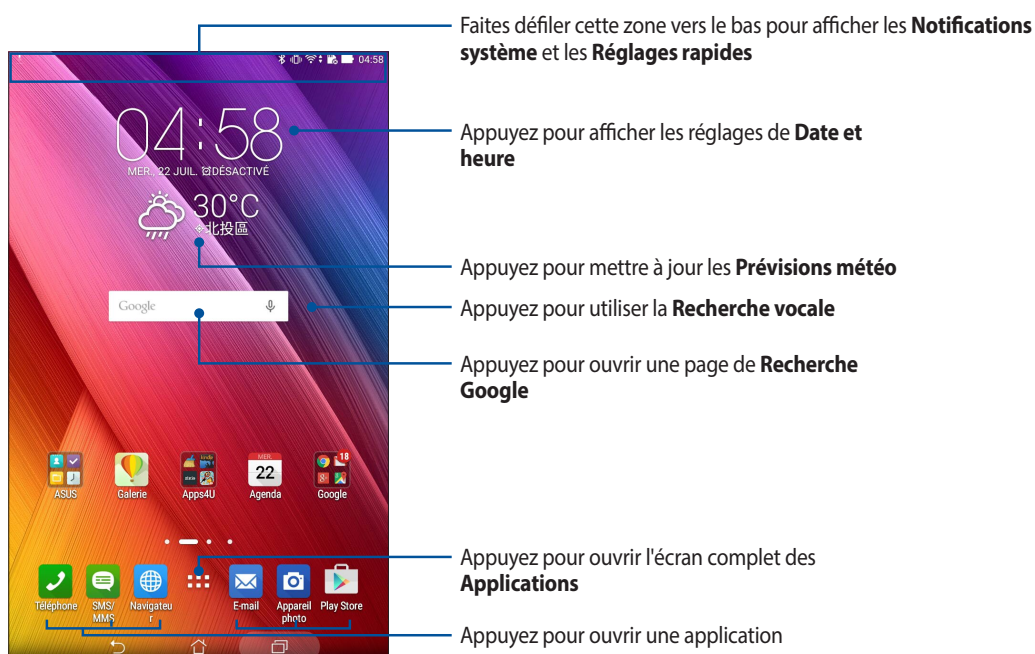 Faites défiler cette zone vers le bas pour afficher les Notifications
système et les Réglages rapides
04:58
04:58
MER., 22 JUIL. DÉSACTIVÉ
Appuyez pour afficher les réglages de Date et
heure
30°C
北投區
Appuyez pour mettre à jour les Prévisions météo
Google
Appuyez pour utiliser la Recherche vocale
Appuyez pour ouvrir une page de Recherche
Google
MER.
22
18
kindle
ASUS
Galerie
Apps4U
Agenda
Google
Appuyez pour ouvrir l'écran complet des
Applications
Téléphone
SMS/
MMS
Navigateu
r
E-mail
Appareil
photo
Play Store
Appuyez pour ouvrir une application